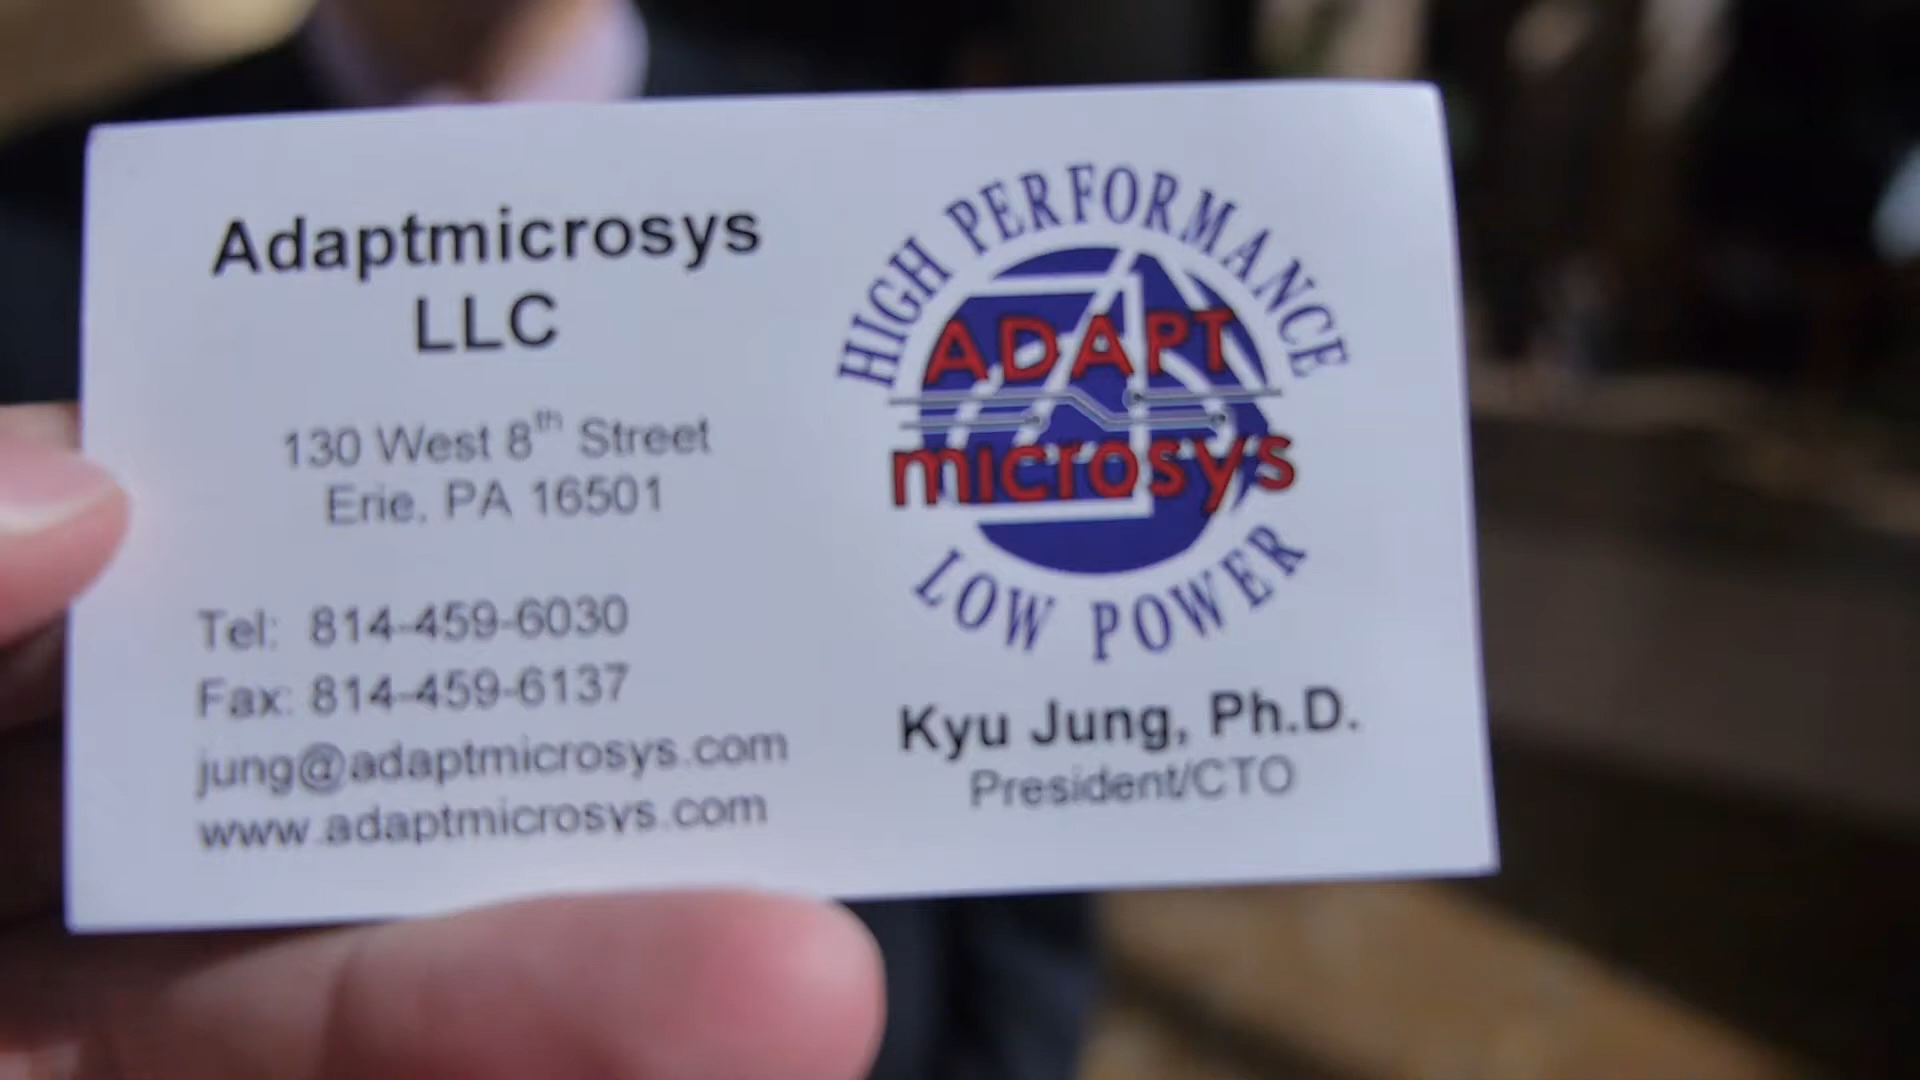 Adaptmicrosys
LLC
130 West 8th Street
Erie, PA 16501
Tel: 814-459-6030
Fax: 814-459-6137
jung@adaptmicrosys.com
www.adaptmicrosys.com
HIGH PERFORMANCE
ADAPT
microsys
LOW POWER
Kyu Jung, Ph.D.
President/CTO